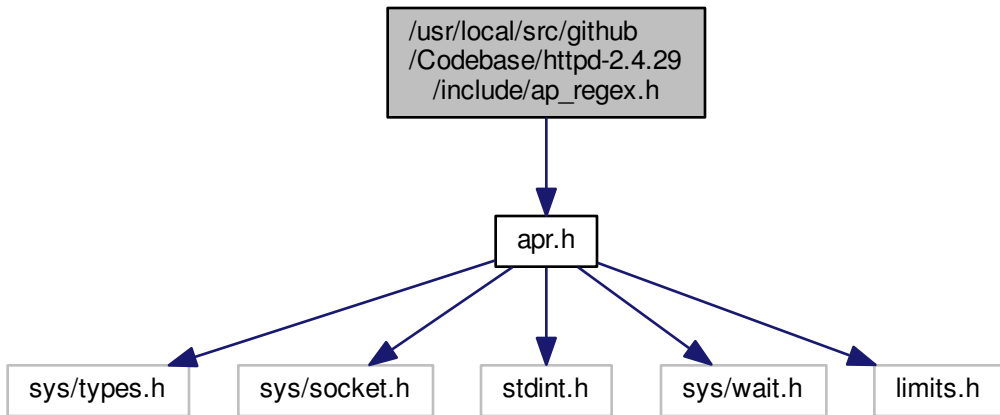 /usr/local/src/github
/Codebase/httpd-2.4.29
/include/ap_regex.h
apr.h
sys/types.h
sys/socket.h
stdint.h
sys/wait.h
limits.h